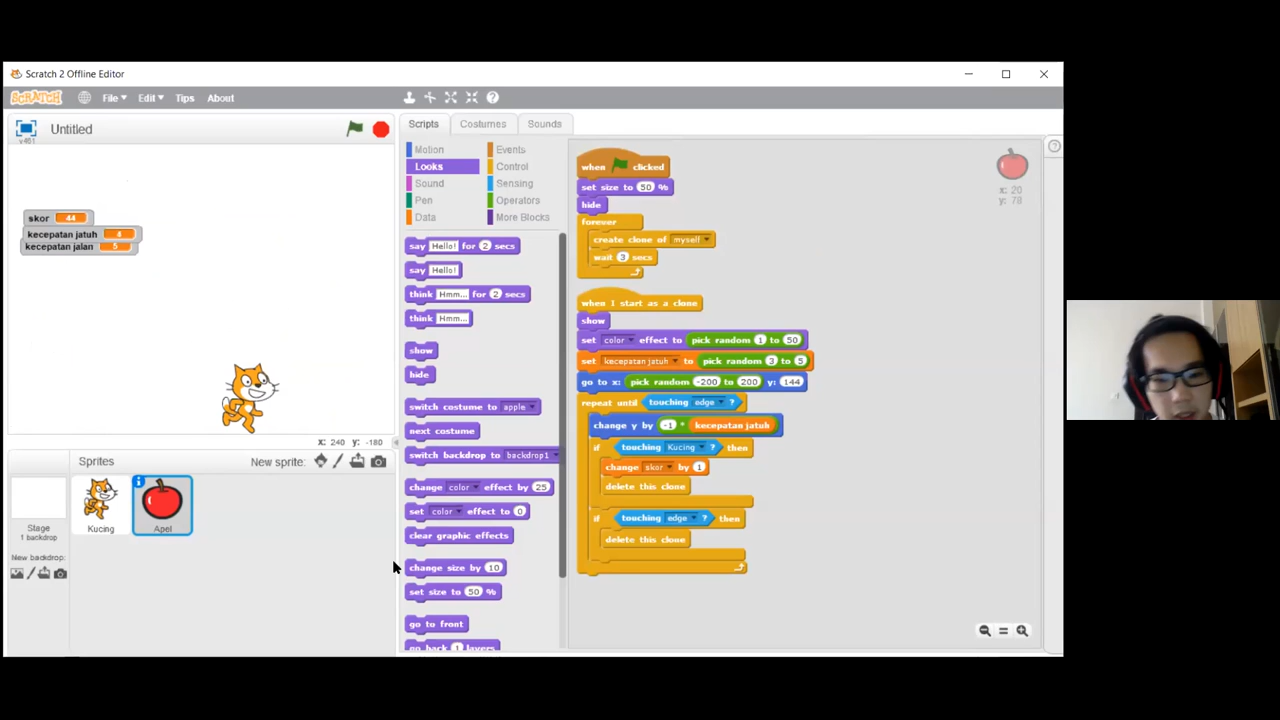 Scratch 2 Offline Editor
SCRATCH File Edit Tips About
Untitled
v461
Scripts Costumes Sounds
Motion Events
Looks Control
Sound Sensing
Pen Operators
Data More Blocks
skor 44
kecepatan jatuh 4
kecepatan jalan 5
x: 240 y: -180
Sprites New sprite:
Stage
1 backdrop
New backdrop:
Kucing
Apel
say Hello! for 2 secs
say Hello!
think Hmm... for 2 secs
think Hmm...
show
hide
switch costume to apple
next costume
switch backdrop to backdrop1
change color effect by 25
set color effect to 0
clear graphic effects
change size by 10
set size to 50 %
go to front
go back 1 layers
when clicked
set size to 50 %
hide
forever
create clone of myself
wait 3 secs
when I start as a clone
show
set color effect to pick random 1 to 50
set kecepatan jatuh to pick random 3 to 5
go to x: pick random -200 to 200 y: 144
repeat until touching edge ?
change y by -1 * kecepatan jatuh
if touching Kucing ? then
change skor by 1
delete this clone
if touching edge ? then
delete this clone
x: 20
y: 78